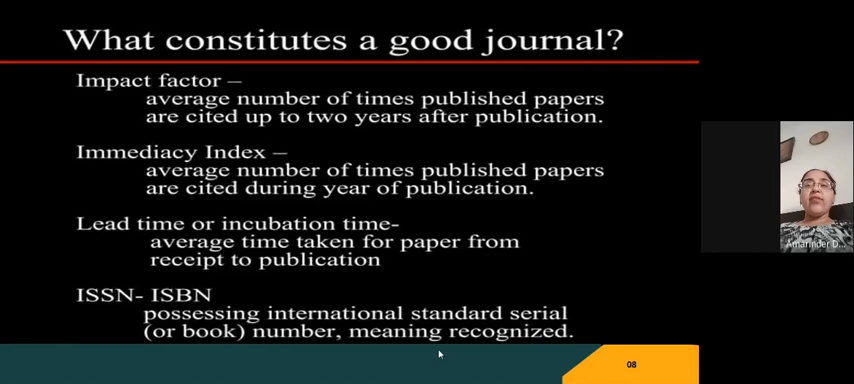 What constitutes a good journal?
Impact factor –
average number of times published papers
are cited up to two years after publication.
Immediacy Index –
average number of times published papers
are cited during year of publication.
Lead time or incubation time-
average time taken for paper from
receipt to publication
ISSN- ISBN
possessing international standard serial
(or book) number, meaning recognized.
08
Amarinder D...